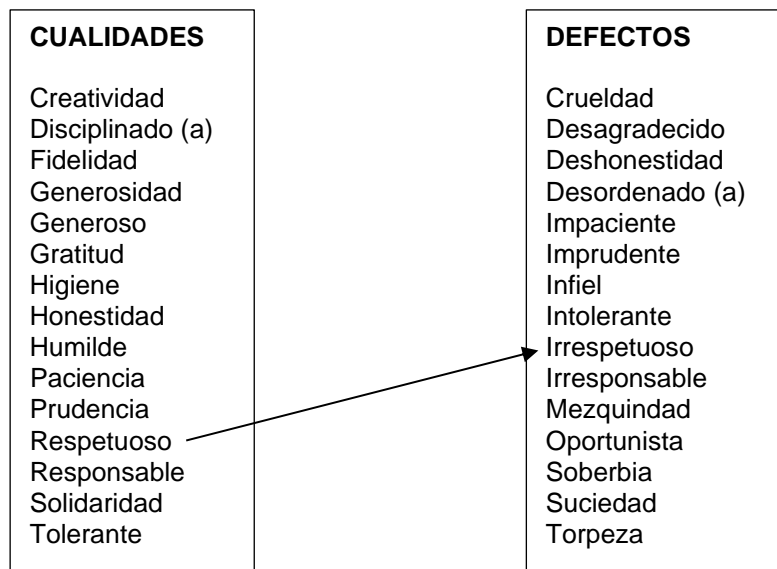 CUALIDADES
Creatividad
Disciplinado (a)
Fidelidad
Generosidad
Generoso
Gratitud
Higiene
Honestidad
Humilde
Paciencia
Prudencia
Respetuoso
Responsable
Solidaridad
Tolerante
DEFECTOS
Crueldad
Desagradecido
Deshonestidad
Desordenado (a)
Impaciente
Imprudente
Infiel
Intolerante
Irrespetuoso
Irresponsable
Mezquindad
Oportunista
Soberbia
Suciedad
Torpeza